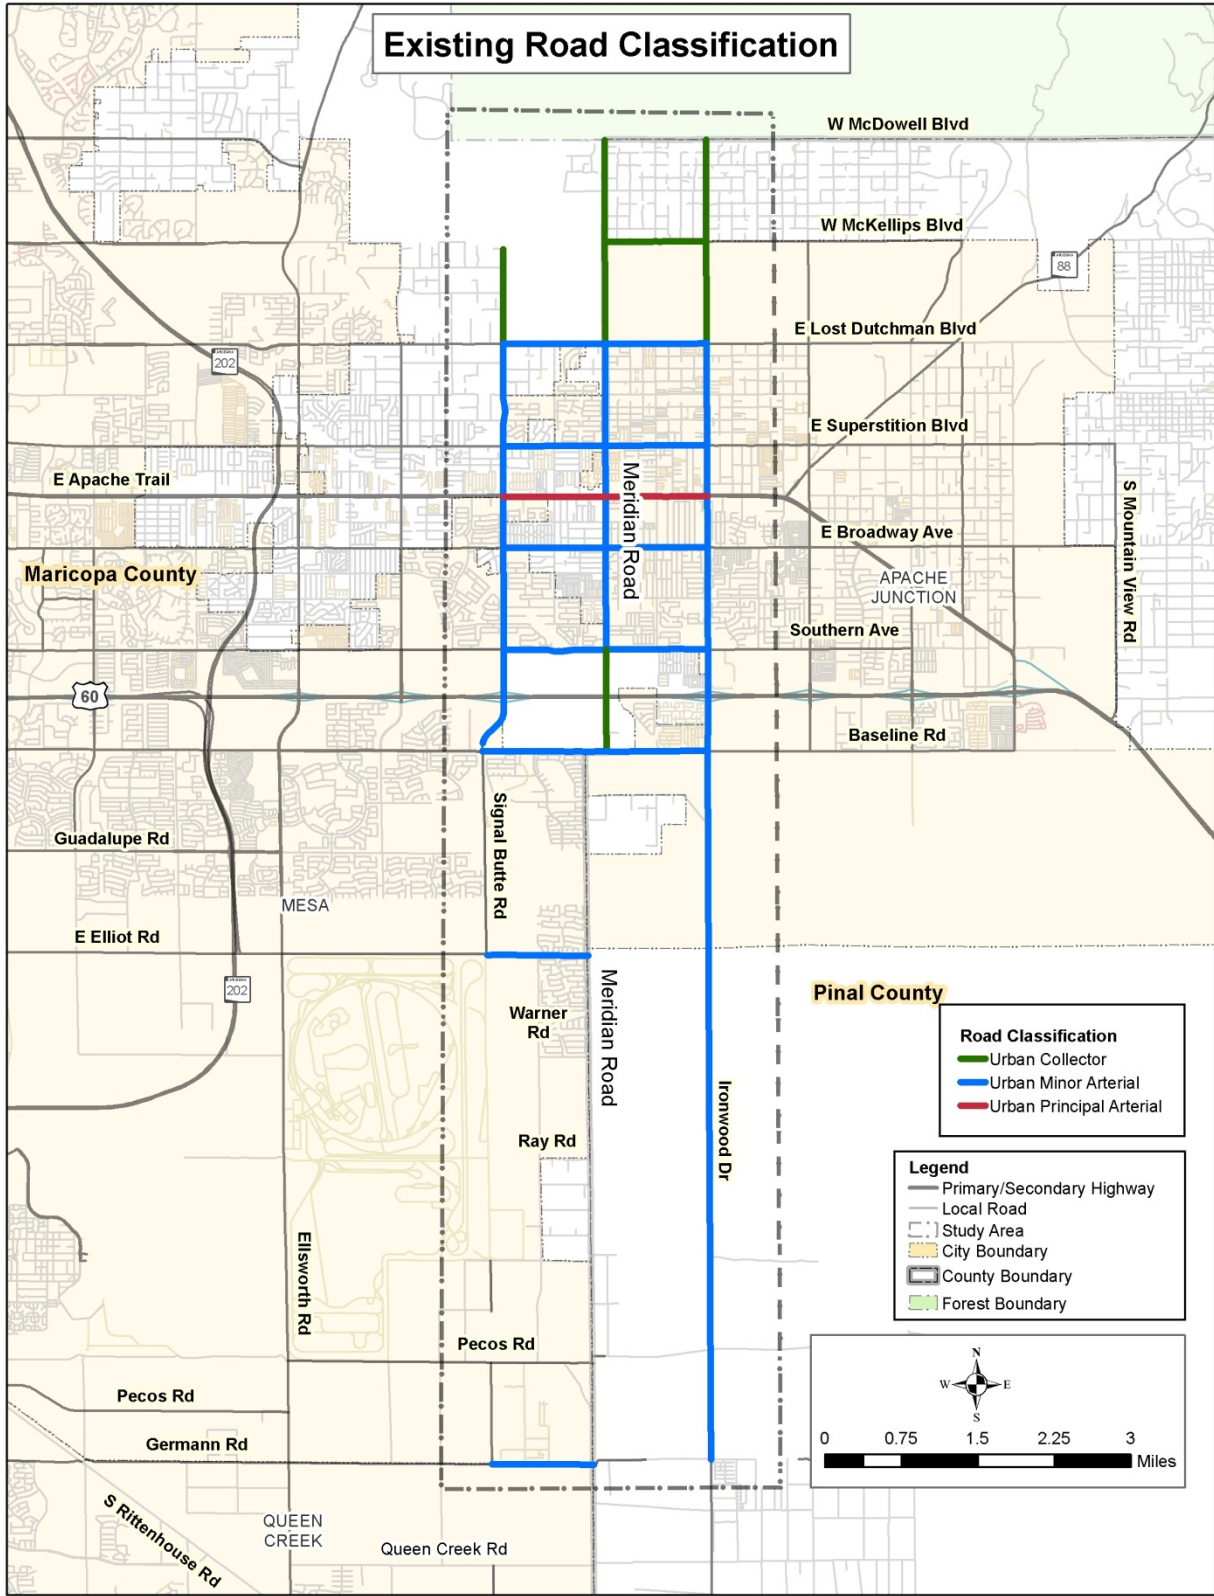 Existing Road Classification
W McDowell Blvd
W McKellips Blvd
88
E Lost Dutchman Blvd
202
E Superstition Blvd
E Apache Trail
Meridian Road
S Mountain View Rd
E Broadway Ave
Maricopa County
APACHE
JUNCTION
Southern Ave
60
Baseline Rd
Signal Butte Rd
Guadalupe Rd
MESA
E Elliot Rd
202
Meridian Road
Pinal County
Warner
Rd
Road Classification
Urban Collector
Urban Minor Arterial
Urban Principal Arterial
Ironwood Dr
Ray Rd
Legend
Primary/Secondary Highway
Local Road
Study Area
City Boundary
County Boundary
Forest Boundary
Ellsworth Rd
Pecos Rd
N
W
E
S
Pecos Rd
Germann Rd
0 0.75 1.5 2.25 3
Miles
S Rittenhouse Rd
QUEEN
CREEK
Queen Creek Rd